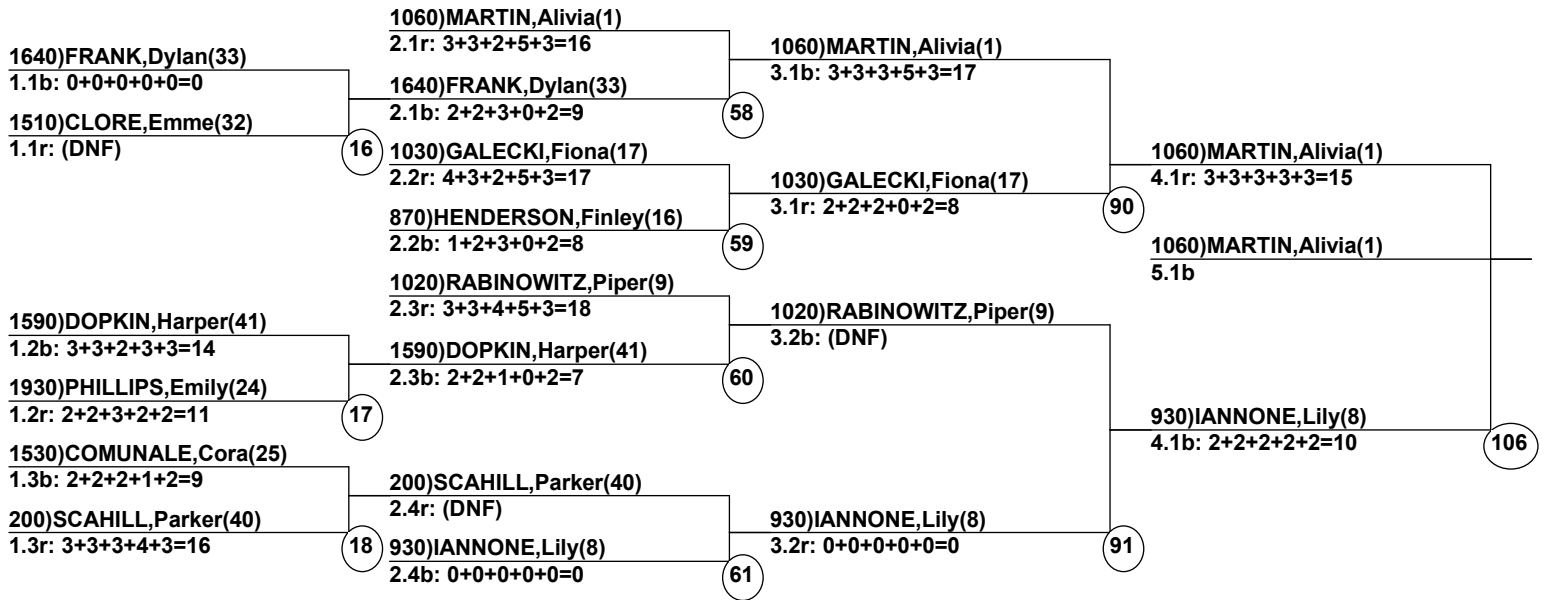 1640)FRANK,Dylan(33)
1.1b: 0+0+0+0+0=0
1510)CLORE,Emme(32)
1.1r: (DNF)
16
1590)DOPKIN,Harper(41)
1.2b: 3+3+2+3+3=14
1930)PHILLIPS,Emily(24)
1.2r: 2+2+3+2+2=11
17
1530)COMUNALE,Cora(25)
1.3b: 2+2+2+1+2=9
200)SCAHILL,Parker(40)
1.3r: 3+3+3+4+3=16
18
1060)MARTIN,Alivia(1)
2.1r: 3+3+2+5+3=16
1640)FRANK,Dylan(33)
2.1b: 2+2+3+0+2=9
58
1030)GALECKI,Fiona(17)
2.2r: 4+3+2+5+3=17
870)HENDERSON,Finley(16)
2.2b: 1+2+3+0+2=8
59
1020)RABINOWITZ,Piper(9)
2.3r: 3+3+4+5+3=18
1590)DOPKIN,Harper(41)
2.3b: 2+2+1+0+2=7
60
200)SCAHILL,Parker(40)
2.4r: (DNF)
930)IANNONE,Lily(8)
2.4b: 0+0+0+0+0=0
61
1060)MARTIN,Alivia(1)
3.1b: 3+3+3+5+3=17
1030)GALECKI,Fiona(17)
3.1r: 2+2+2+0+2=8
90
1020)RABINOWITZ,Piper(9)
3.2b: (DNF)
930)IANNONE,Lily(8)
3.2r: 0+0+0+0+0=0
91
1060)MARTIN,Alivia(1)
4.1r: 3+3+3+3+3=15
1060)MARTIN,Alivia(1)
5.1b
930)IANNONE,Lily(8)
4.1b: 2+2+2+2+2=10
106